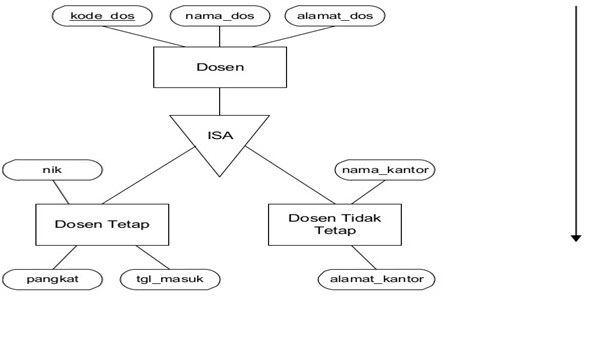 kode_dos
nama_dos
alamat_dos
Dosen
ISA
nik
nama_kantor
Dosen Tetap
Dosen Tidak
Tetap
pangkat
tgl_masuk
alamat_kantor